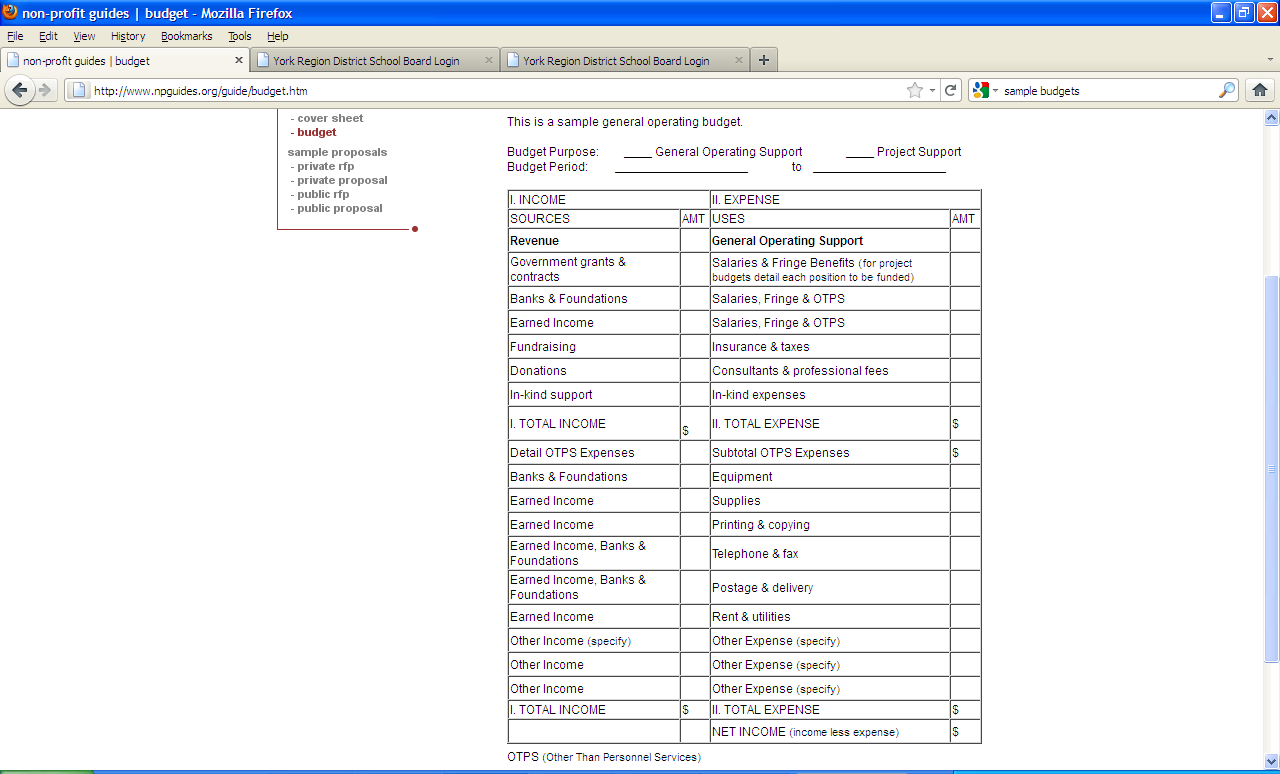 non-profit guides | budget - Mozilla Firefox
File Edit View History Bookmarks Tools Help
non-profit guides | budget York Region District School Board Login York Region District School Board Login
http://www.npguides.org/guide/budget.htm sample budgets
- cover sheet
- budget
sample proposals
- private rfp
- private proposal
- public rfp
- public proposal
This is a sample general operating budget.
Budget Purpose: ____ General Operating Support ____ Project Support
Budget Period: ___________________ to ___________________
I. INCOME II. EXPENSE
SOURCES AMT USES AMT
Revenue General Operating Support
Government grants & contracts Salaries & Fringe Benefits (for project budgets detail each position to be funded)
Banks & Foundations Salaries, Fringe & OTPS
Earned Income Salaries, Fringe & OTPS
Fundraising Insurance & taxes
Donations Consultants & professional fees
In-kind support In-kind expenses
I. TOTAL INCOME $ II. TOTAL EXPENSE $
Detail OTPS Expenses Subtotal OTPS Expenses $
Banks & Foundations Equipment
Earned Income Supplies
Earned Income Printing & copying
Earned Income, Banks & Foundations Telephone & fax
Earned Income, Banks & Foundations Postage & delivery
Earned Income Rent & utilities
Other Income (specify) Other Expense (specify)
Other Income Other Expense (specify)
Other Income Other Expense (specify)
I. TOTAL INCOME $ II. TOTAL EXPENSE $
NET INCOME (income less expense) $
OTPS (Other Than Personnel Services)